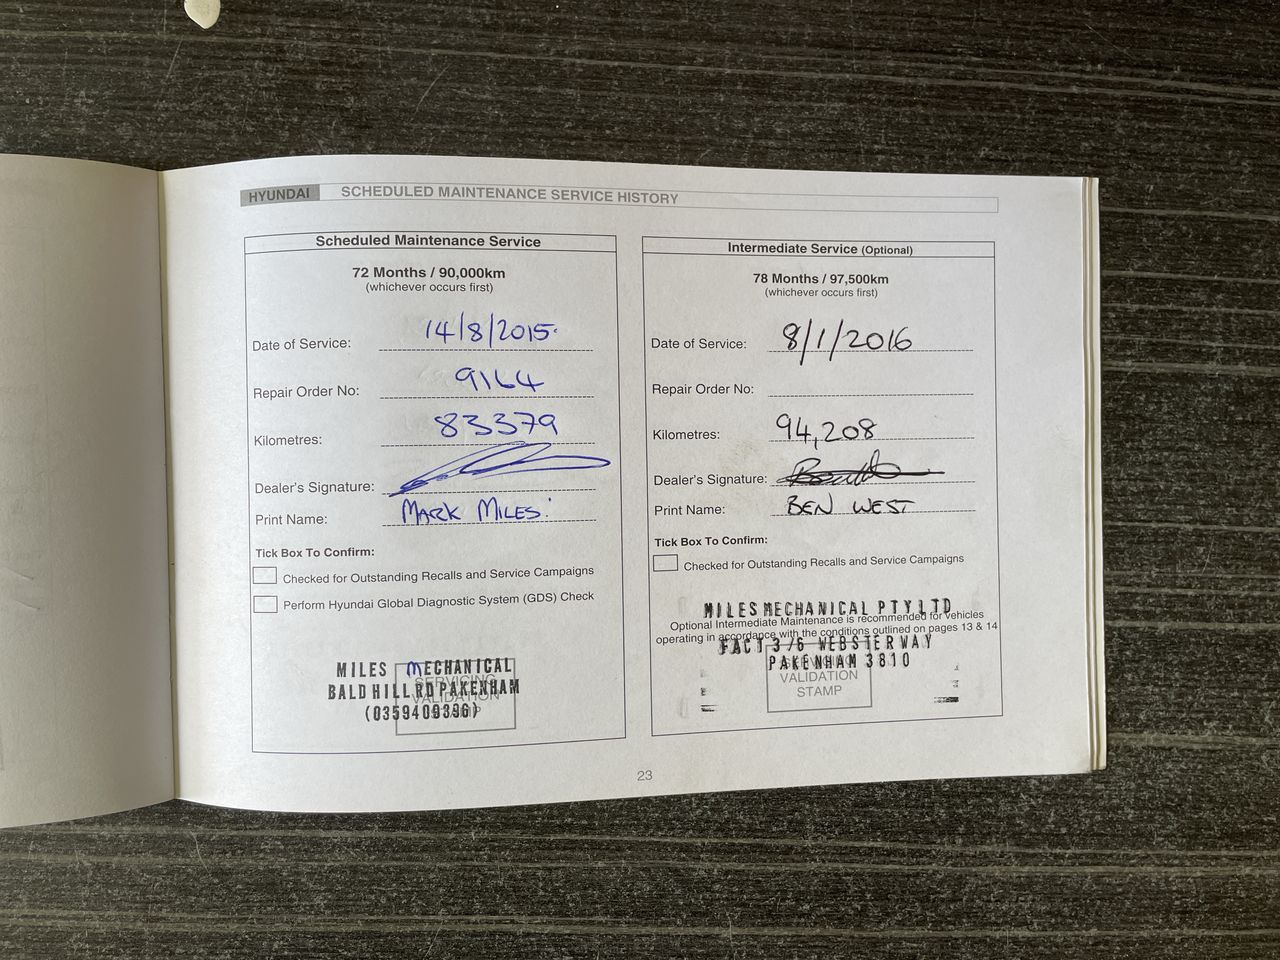 HYUNDAI SCHEDULED MAINTENANCE SERVICE HISTORY
Scheduled Maintenance Service
72 Months / 90,000km
(whichever occurs first)
Date of Service: 14/8/2015.
Repair Order No: 9164
Kilometres: 83379
Dealer's Signature:
Print Name: MARK MILES
Tick Box To Confirm:
Checked for Outstanding Recalls and Service Campaigns
Perform Hyundai Global Diagnostic System (GDS) Check
MILES MECHANICAL
BALD HILL RD PAKENHAM
(0359409396)
SERVICING
VALIDATION
STAMP
Intermediate Service (Optional)
78 Months / 97,500km
(whichever occurs first)
Date of Service: 8/1/2016
Repair Order No:
Kilometres: 94,208
Dealer's Signature:
Print Name: BEN WEST
Tick Box To Confirm:
Checked for Outstanding Recalls and Service Campaigns
MILES MECHANICAL PTY LTD
Optional Intermediate Maintenance is recommended for vehicles
operating in accordance with the conditions outlined on pages 13 & 14
FACT 3/6 WEBSTER WAY
PAKENHAM 3810
SERVICING
VALIDATION
STAMP
23